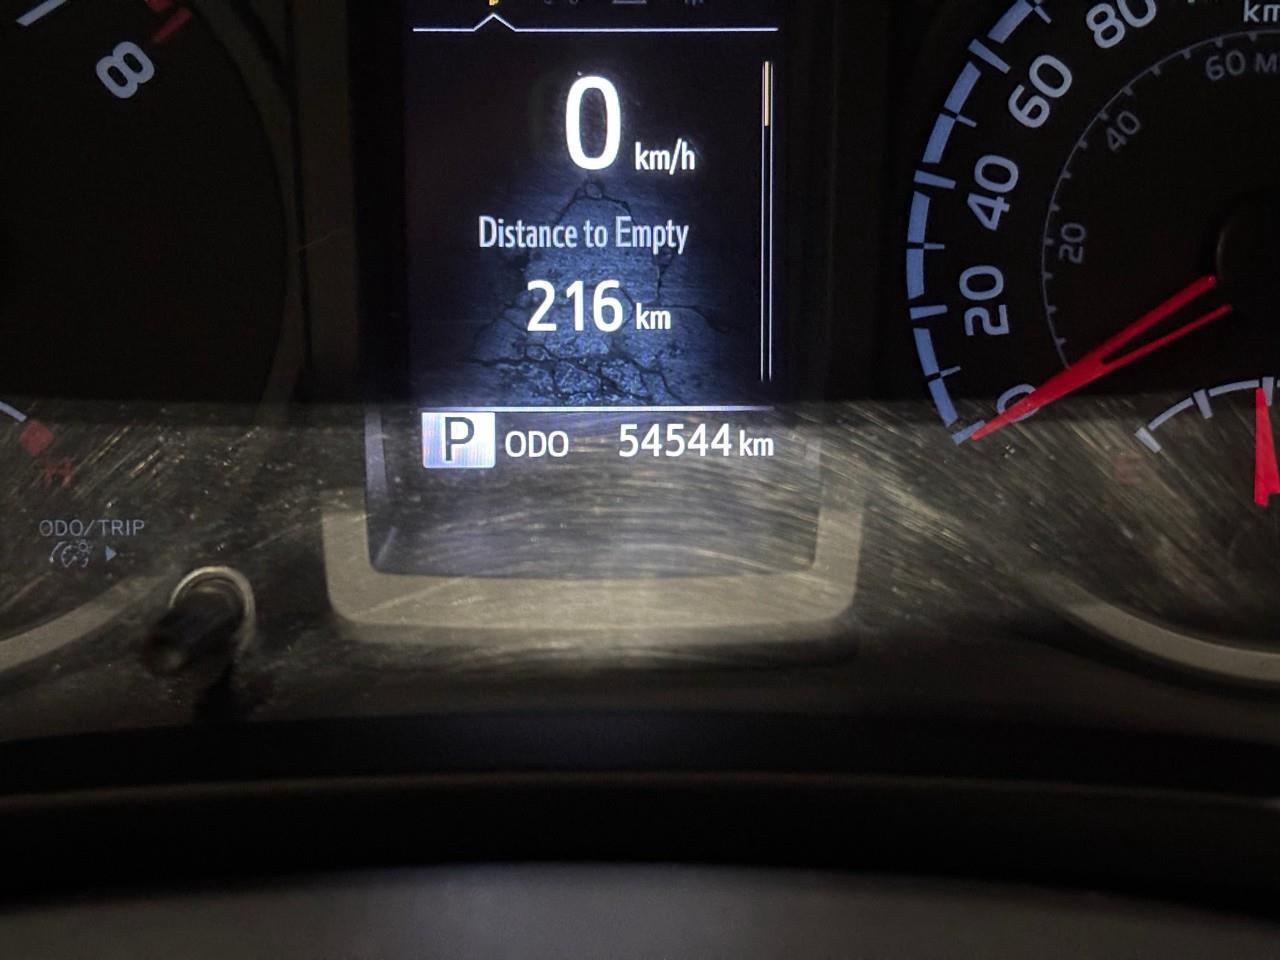 8
0 km/h
Distance to Empty
216 km
P ODO 54544 km
H
ODO/TRIP
80
km
60
40
20
0
60 M
40
20
E